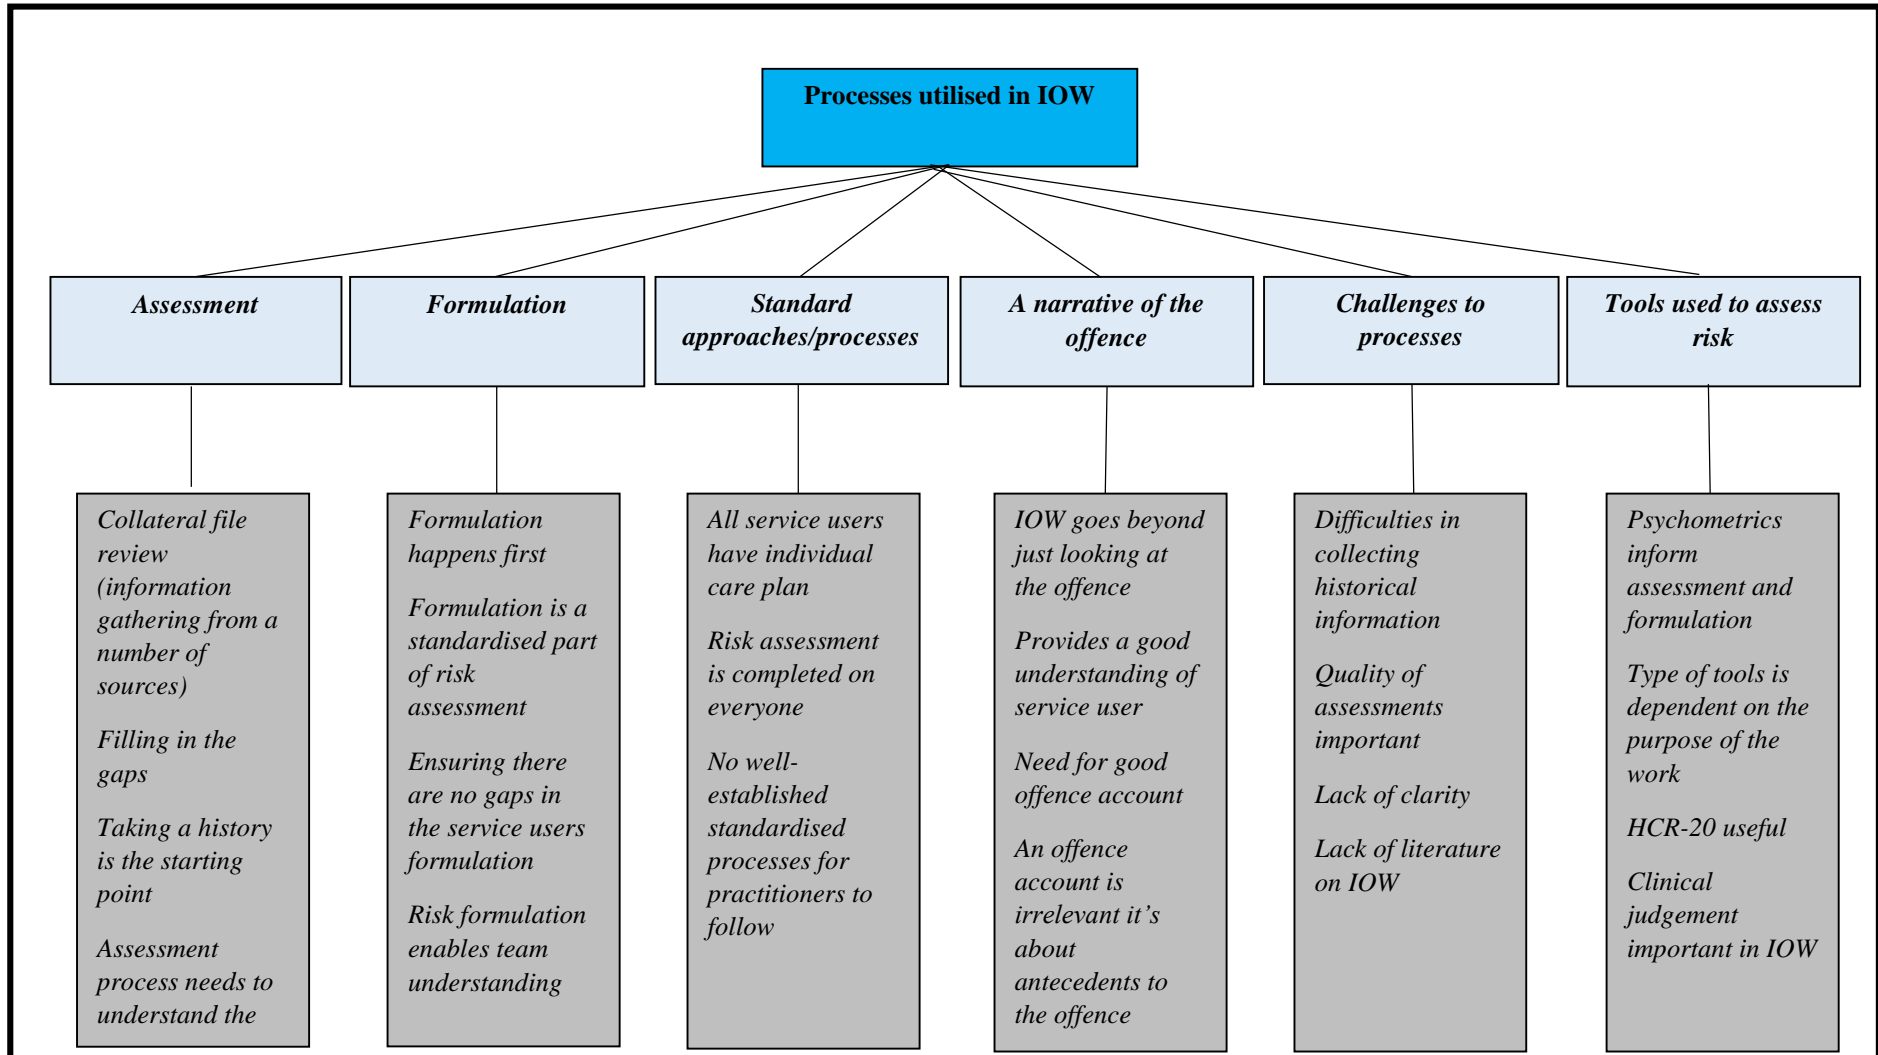 Processes utilised in IOW
Assessment
Formulation
Standard
approaches/processes
A narrative of the
offence
Challenges to
processes
Tools used to assess
risk
Collateral file
review
(information
gathering from a
number of
sources)
Filling in the
gaps
Taking a history
is the starting
point
Assessment
process needs to
understand the
Formulation
happens first
Formulation is a
standardised part
of risk
assessment
Ensuring there
are no gaps in
the service users
formulation
Risk formulation
enables team
understanding
All service users
have individual
care plan
Risk assessment
is completed on
everyone
No well-
established
standardised
processes for
practitioners to
follow
IOW goes beyond
just looking at
the offence
Provides a good
understanding of
service user
Need for good
offence account
An offence
account is
irrelevant it’s
about
antecedents to
the offence
Difficulties in
collecting
historical
information
Quality of
assessments
important
Lack of clarity
Lack of literature
on IOW
Psychometrics
inform
assessment and
formulation
Type of tools is
dependent on the
purpose of the
work
HCR-20 useful
Clinical
judgement
important in IOW